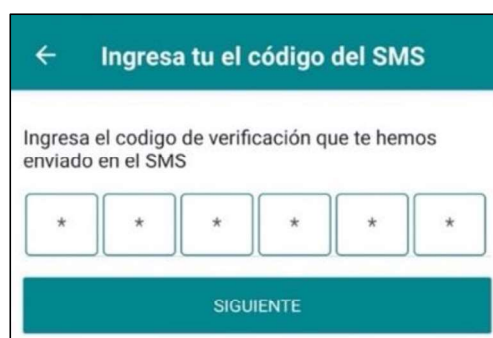 ← Ingresa tu el código del SMS
Ingresa el codigo de verificación que te hemos
enviado en el SMS
* * * * * *
SIGUIENTE